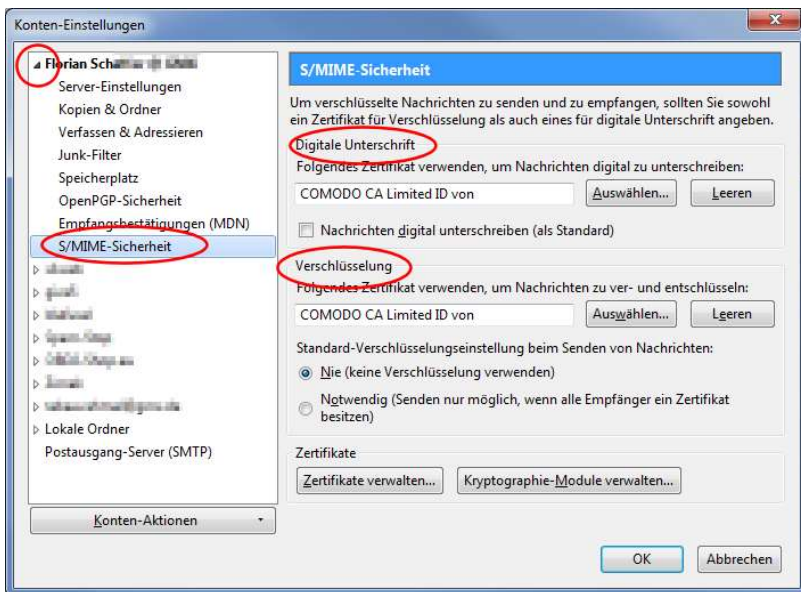 Konten-Einstellungen
Florian Scha
Server-Einstellungen
Kopien & Ordner
Verfassen & Adressieren
Junk-Filter
Speicherplatz
OpenPGP-Sicherheit
Empfangsbestätigungen (MDN)
S/MIME-Sicherheit
Lokale Ordner
Postausgang-Server (SMTP)
Konten-Aktionen
S/MIME-Sicherheit
Um verschlüsselte Nachrichten zu senden und zu empfangen, sollten Sie sowohl
ein Zertifikat für Verschlüsselung als auch eines für digitale Unterschrift angeben.
Digitale Unterschrift
Folgendes Zertifikat verwenden, um Nachrichten digital zu unterschreiben:
COMODO CA Limited ID von
Auswählen...
Leeren
Nachrichten digital unterschreiben (als Standard)
Verschlüsselung
Folgendes Zertifikat verwenden, um Nachrichten zu ver- und entschlüsseln:
COMODO CA Limited ID von
Auswählen...
Leeren
Standard-Verschlüsselungseinstellung beim Senden von Nachrichten:
Nie (keine Verschlüsselung verwenden)
Notwendig (Senden nur möglich, wenn alle Empfänger ein Zertifikat
besitzen)
Zertifikate
Zertifikate verwalten...
Kryptographie-Module verwalten...
OK
Abbrechen